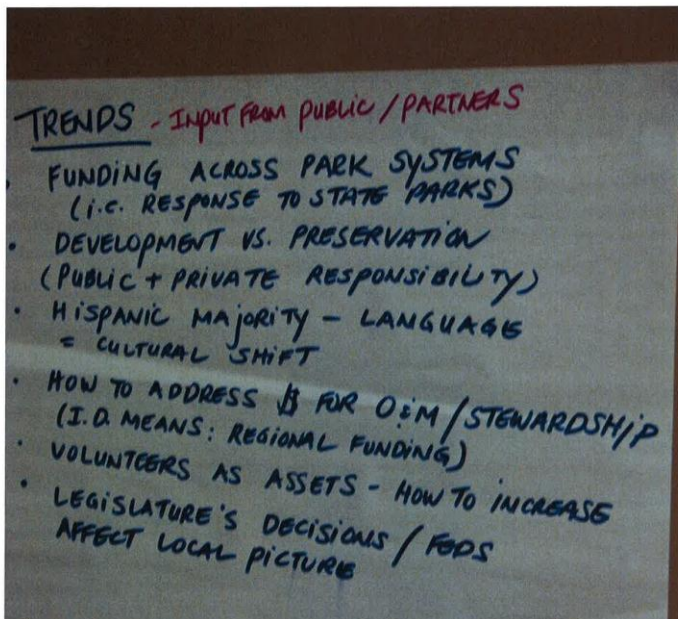 TRENDS - INPUT FROM PUBLIC / PARTNERS
• FUNDING ACROSS PARK SYSTEMS
(i.e. RESPONSE TO STATE PARKS)
• DEVELOPMENT VS. PRESERVATION
(PUBLIC + PRIVATE RESPONSIBILITY)
• HISPANIC MAJORITY - LANGUAGE
= CULTURAL SHIFT
• HOW TO ADDRESS $ FOR O&M / STEWARDSHIP
(I.D. MEANS: REGIONAL FUNDING)
• VOLUNTEERS AS ASSETS - HOW TO INCREASE
• LEGISLATURE'S DECISIONS / FEDS
AFFECT LOCAL PICTURE